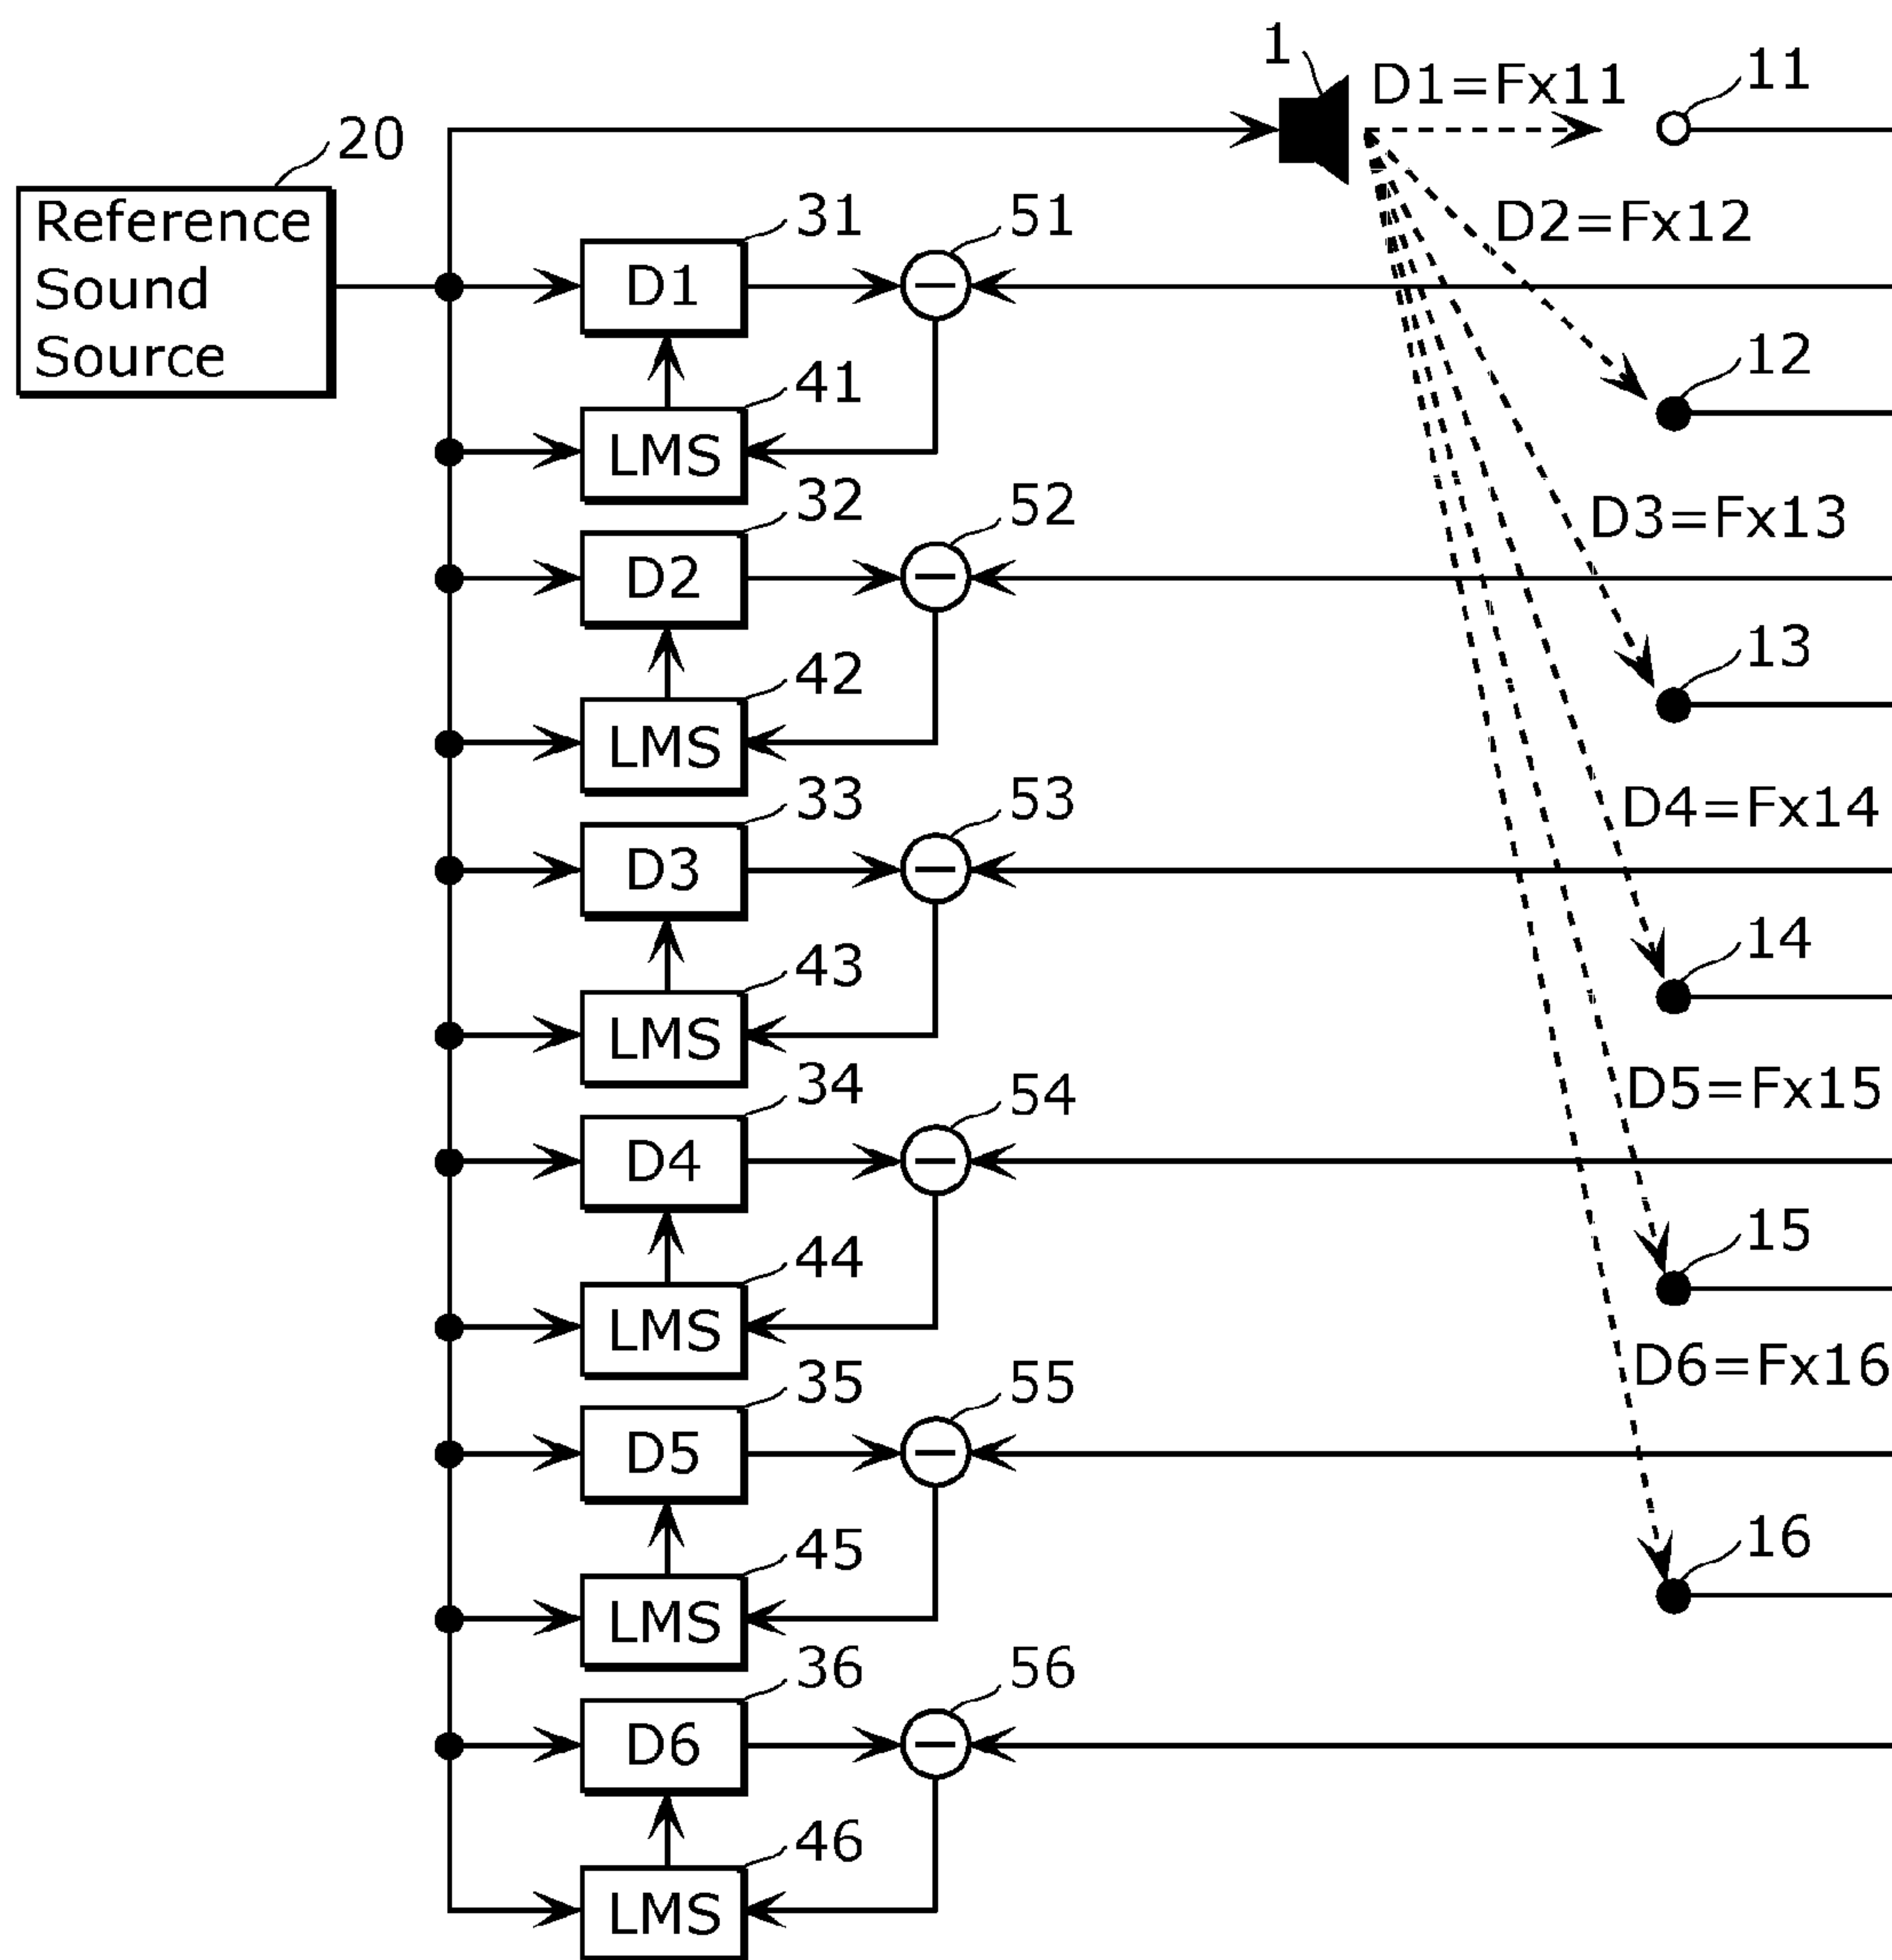 1
D1=Fx11
11
20
Reference
Sound
Source
31
51
D2=Fx12
D1
12
41
LMS
32
52
D3=Fx13
D2
13
42
LMS
33
53
D4=Fx14
D3
14
43
LMS
34
54
D5=Fx15
D4
15
44
LMS
35
55
D6=Fx16
D5
16
45
LMS
36
56
D6
46
LMS